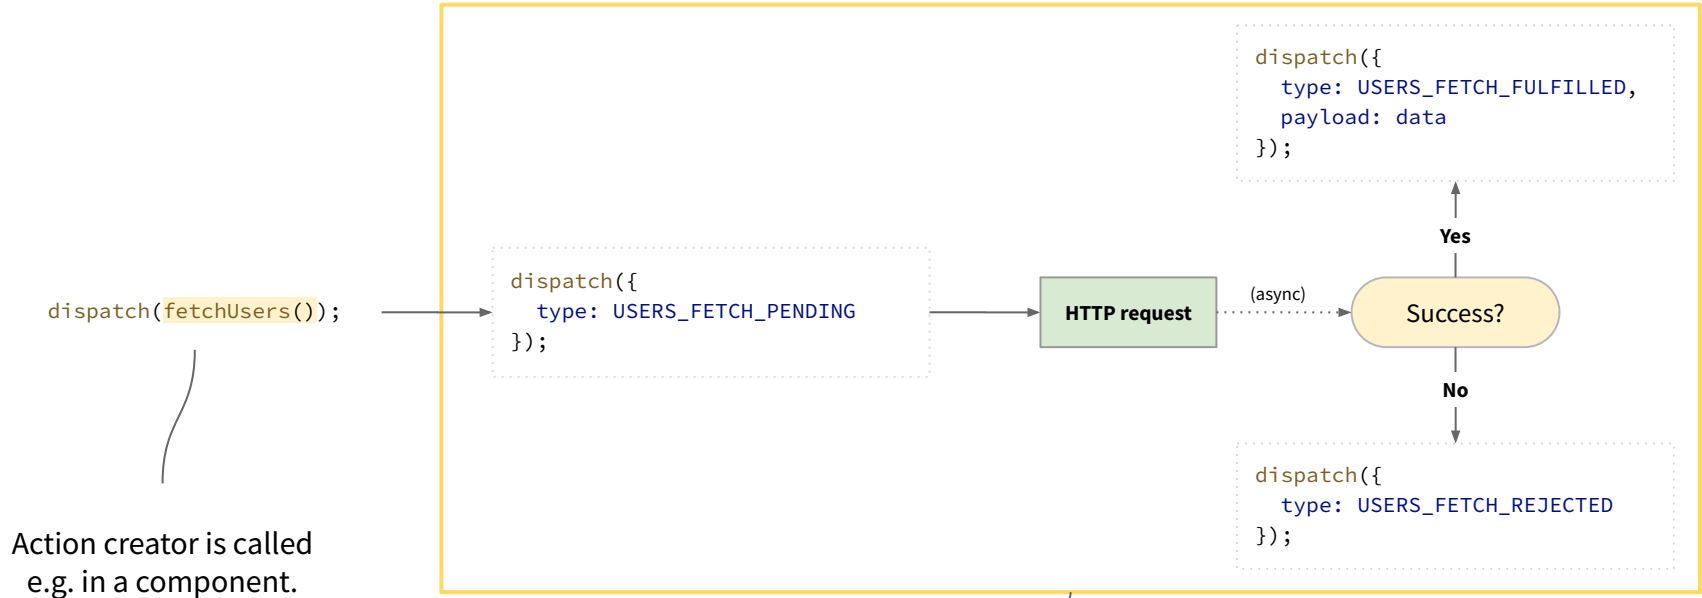 dispatch(fetchUsers());
Action creator is called
e.g. in a component.
dispatch({
  type: USERS_FETCH_PENDING
});
HTTP request
(async)
Success?
Yes
dispatch({
  type: USERS_FETCH_FULFILLED,
  payload: data
});
No
dispatch({
  type: USERS_FETCH_REJECTED
});